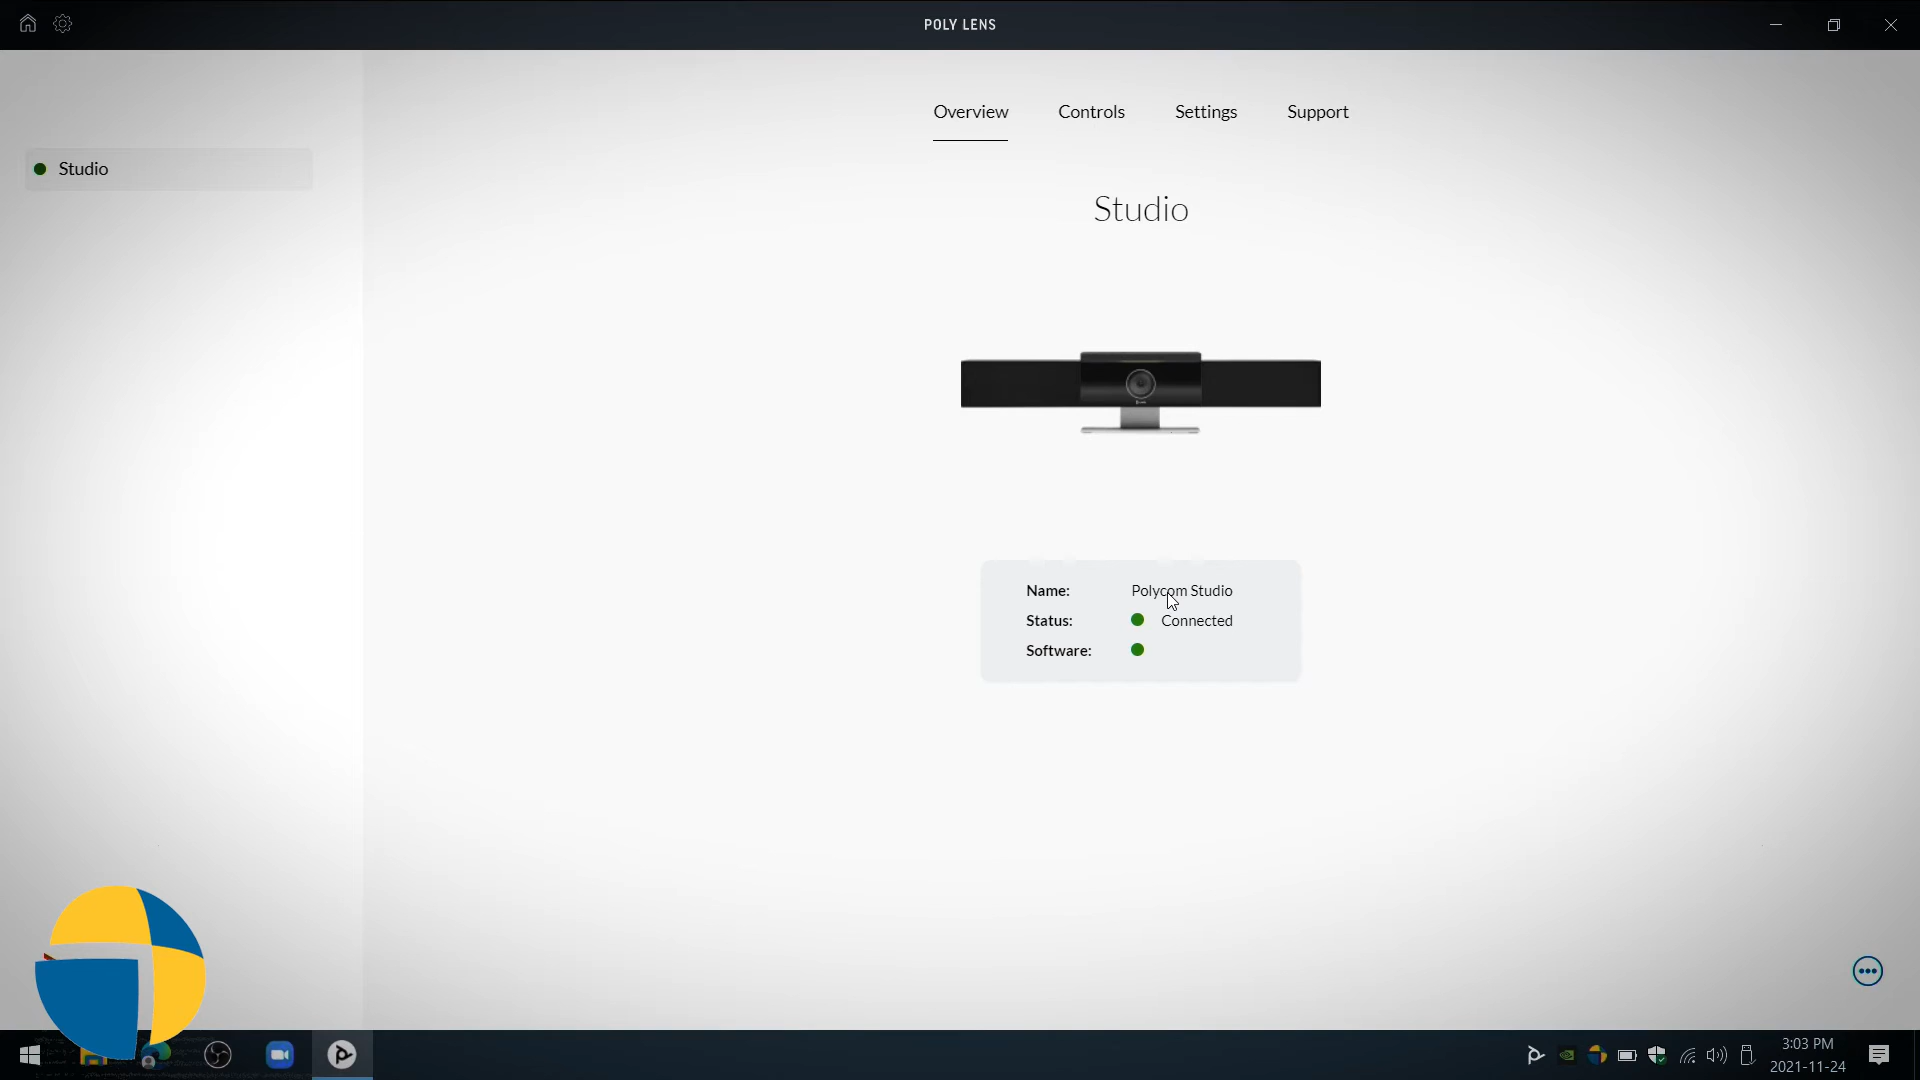 POLY LENS
Overview Controls Settings Support
Studio
Studio
Name: Polycom Studio
Status: Connected
Software:
3:03 PM
2021-11-24